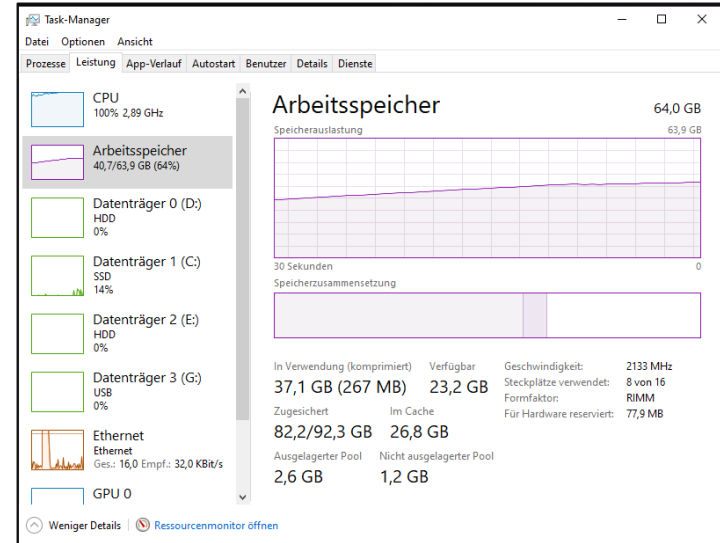 Task-Manager
Datei Optionen Ansicht
Prozesse Leistung App-Verlauf Autostart Benutzer Details Dienste
CPU
100% 2,89 GHz
Arbeitsspeicher
40,7/63,9 GB (64%)
Datenträger 0 (D:)
HDD
0%
Datenträger 1 (C:)
SSD
14%
Datenträger 2 (E:)
HDD
0%
Datenträger 3 (G:)
USB
0%
Ethernet
Ethernet
Ges.: 16,0 Empf.: 32,0 KBit/s
GPU 0
Arbeitsspeicher 64,0 GB
Speicherauslastung 63,9 GB
30 Sekunden 0
Speicherzusammensetzung
In Verwendung (komprimiert) Verfügbar
37,1 GB (267 MB) 23,2 GB
Zugesichert Im Cache
82,2/92,3 GB 26,8 GB
Ausgelagerter Pool Nicht ausgelagerter Pool
2,6 GB 1,2 GB
Geschwindigkeit: 2133 MHz
Steckplätze verwendet: 8 von 16
Formfaktor: RIMM
Für Hardware reserviert: 77,9 MB
Weniger Details Ressourcenmonitor öffnen